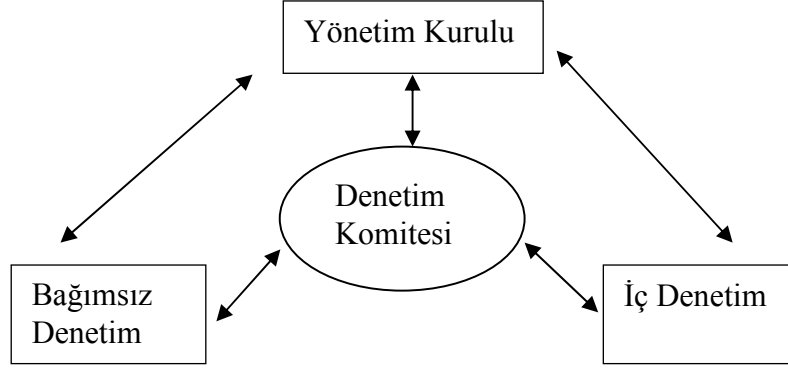 Yönetim Kurulu
Denetim
Komitesi
Bağımsız
Denetim
İç Denetim